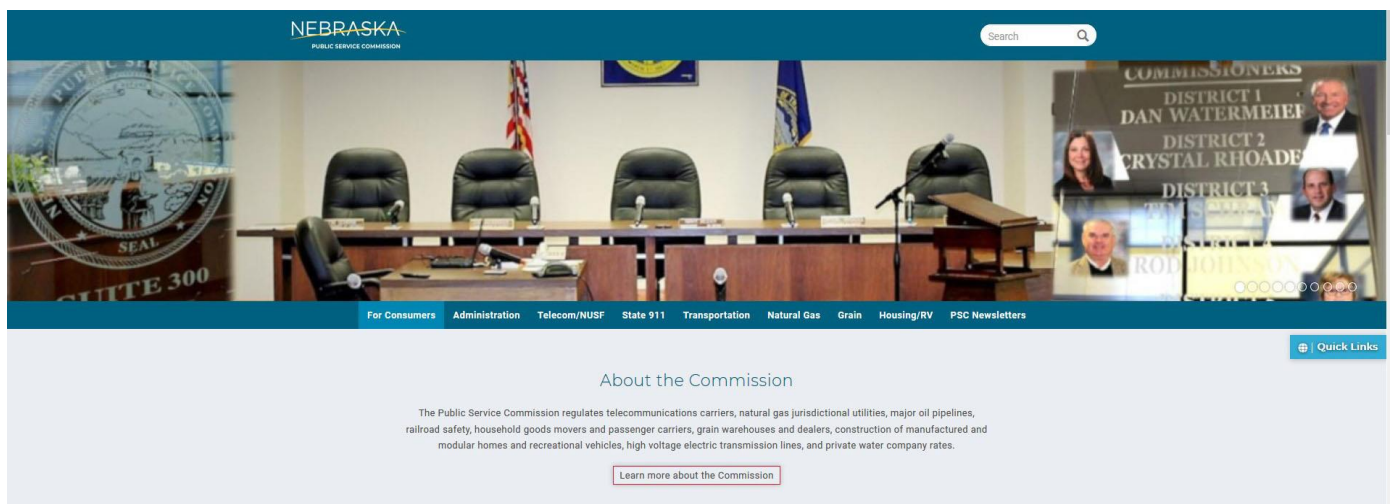 NEBRASKA
PUBLIC SERVICE COMMISSION
Search
SEAL
SUITE 300
COMMISSIONERS
DISTRICT 1
DAN WATERMEIER
DISTRICT 2
CRYSTAL RHOADE
DISTRICT 3
ROD JOHNSON
For Consumers Administration Telecom/NUSF State 911 Transportation Natural Gas Grain Housing/RV PSC Newsletters
| Quick Links
About the Commission
The Public Service Commission regulates telecommunications carriers, natural gas jurisdictional utilities, major oil pipelines,
railroad safety, household goods movers and passenger carriers, grain warehouses and dealers, construction of manufactured and
modular homes and recreational vehicles, high voltage electric transmission lines, and private water company rates.
Learn more about the Commission